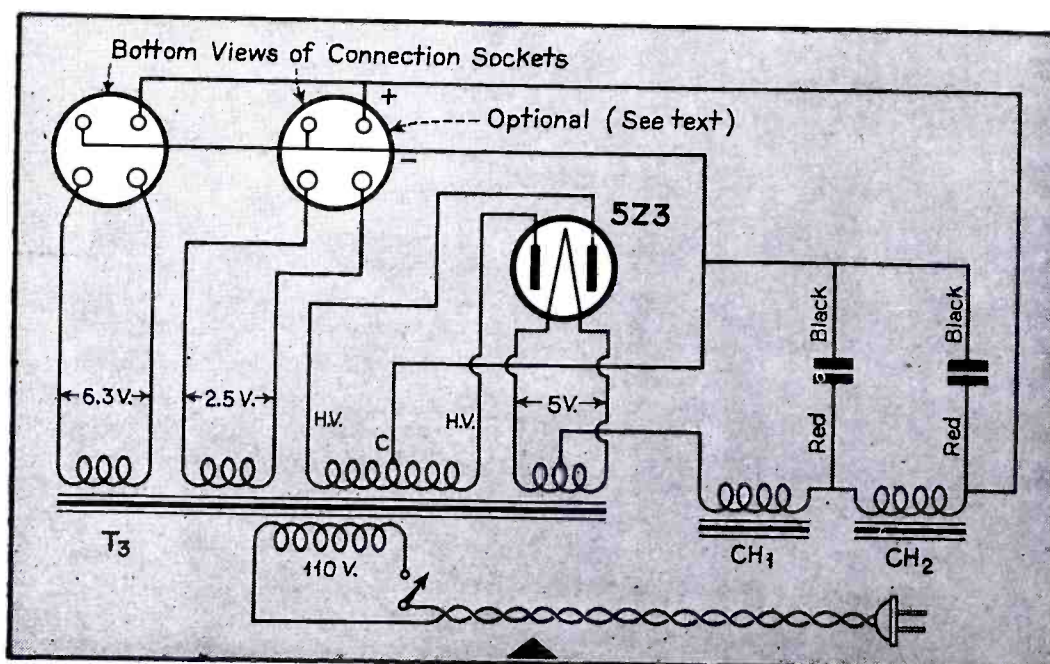 Bottom Views of Connection Sockets
+
Optional (See text)
−
5Z3
Black
Black
6.3 V.
2.5 V.
H.V.
C
H.V.
5V.
Red
Red
T3
110 V.
CH1
CH2